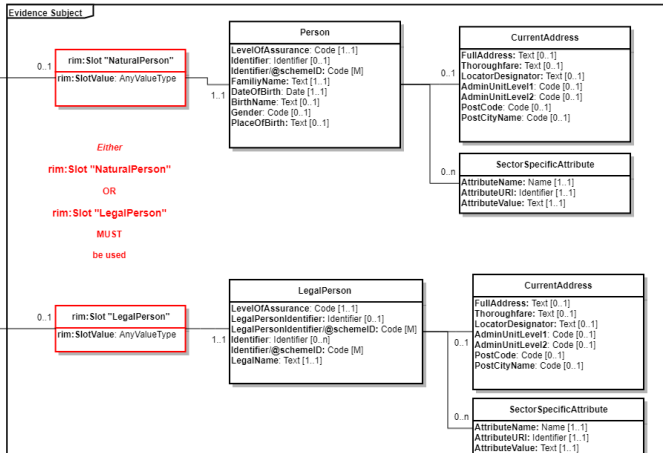 Evidence Subject
0..1
rim:Slot "NaturalPerson"
rim:SlotValue: AnyValueType
1..1
Person
LevelOfAssurance: Code [1..1]
Identifier: Identifier [0..1]
Identifier/@schemeID: Code [M]
FamiliyName: Text [1..1]
DateOfBirth: Date [1..1]
BirthName: Text [0..1]
Gender: Code [0..1]
PlaceOfBirth: Text [0..1]
0..1
CurrentAddress
FullAddress: Text [0..1]
Thoroughfare: Text [0..1]
LocatorDesignator: Text [0..1]
AdminUnitLevel1: Code [0..1]
AdminUnitLevel2: Code [0..1]
PostCode: Code [0..1]
PostCityName: Code [0..1]
0..n
SectorSpecificAttribute
AttributeName: Name [1..1]
AttributeURI: Identifier [1..1]
AttributeValue: Text [1..1]
Either
rim:Slot "NaturalPerson"
OR
rim:Slot "LegalPerson"
MUST
be used
0..1
rim:Slot "LegalPerson"
rim:SlotValue: AnyValueType
1..1
LegalPerson
LevelOfAssurance: Code [1..1]
LegalPersonIdentifier: Identifier [0..1]
LegalPersonIdentifier/@schemeID: Code [M]
Identifier: Identifier [0..n]
Identifier/@schemeID: Code [M]
LegalName: Text [1..1]
0..1
CurrentAddress
FullAddress: Text [0..1]
Thoroughfare: Text [0..1]
LocatorDesignator: Text [0..1]
AdminUnitLevel1: Code [0..1]
AdminUnitLevel2: Code [0..1]
PostCode: Code [0..1]
PostCityName: Code [0..1]
0..n
SectorSpecificAttribute
AttributeName: Name [1..1]
AttributeURI: Identifier [1..1]
AttributeValue: Text [1..1]